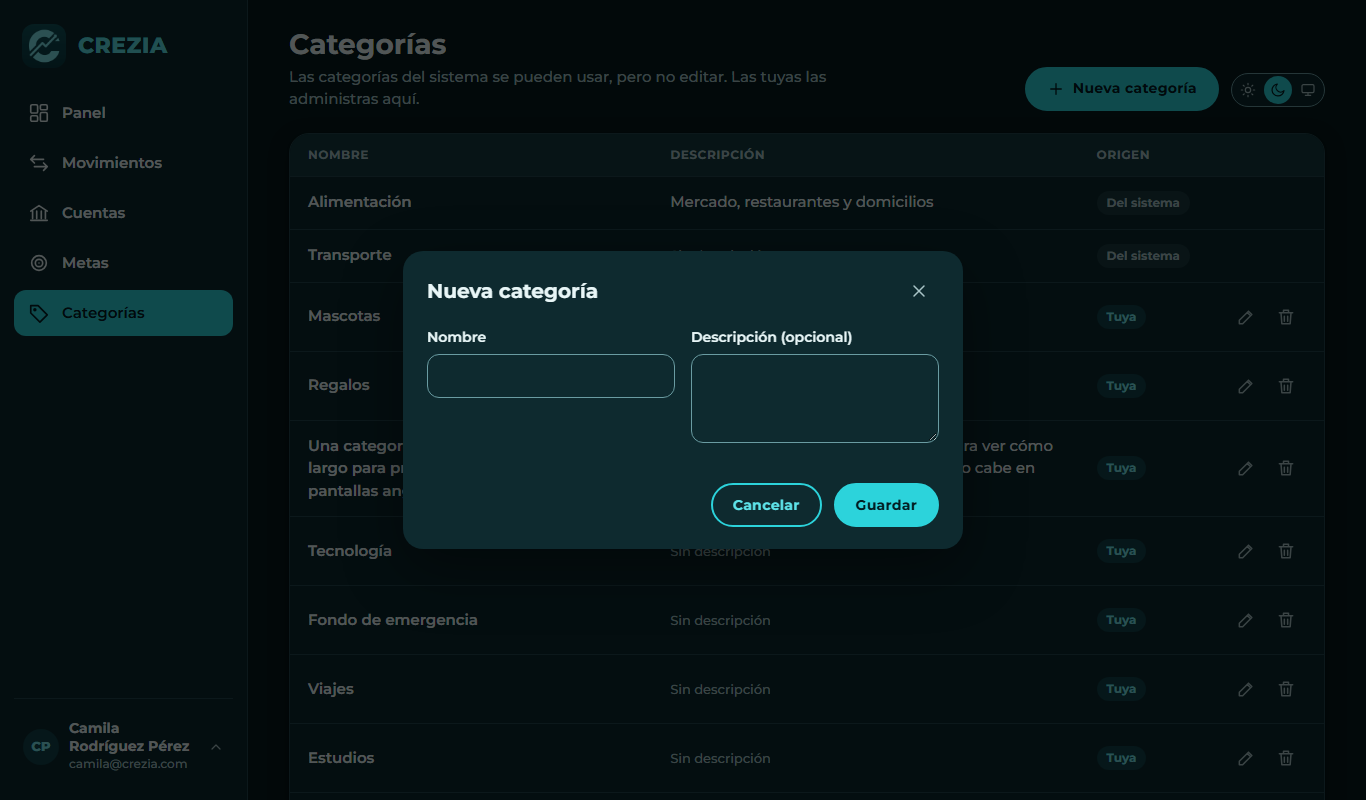 CREZIA
Panel
Movimientos
Cuentas
Metas
Categorías
Camila
Rodríguez Pérez
CP
camila@crezia.com
Categorías
Las categorías del sistema se pueden usar, pero no editar. Las tuyas las
administras aquí.
+ Nueva categoría
NOMBRE DESCRIPCIÓN ORIGEN
Alimentación Mercado, restaurantes y domicilios Del sistema
Transporte Del sistema
Mascotas Tuya
Regalos Tuya
Una categor ra ver cómo
largo para pr o cabe en Tuya
pantallas an
Tecnología Sin descripción Tuya
Fondo de emergencia Sin descripción Tuya
Viajes Sin descripción Tuya
Estudios Sin descripción Tuya
Nueva categoría
Nombre Descripción (opcional)
Cancelar Guardar